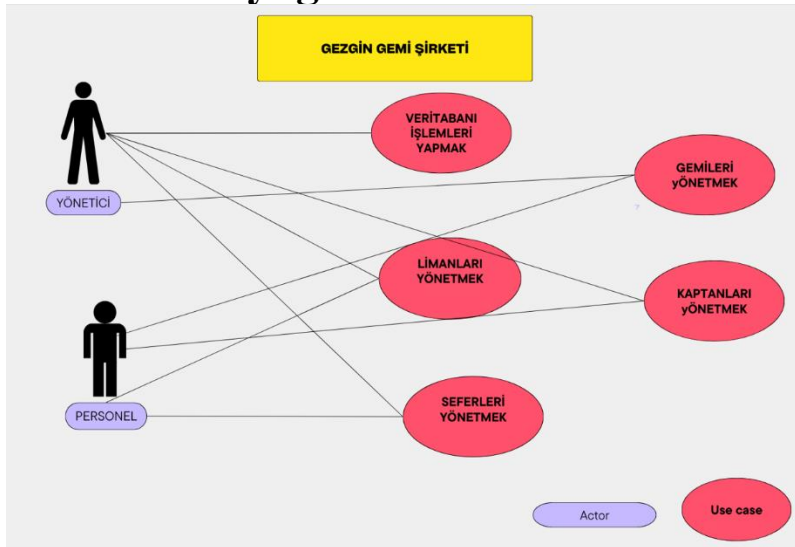 GEZGİN GEMİ ŞİRKETİ
VERİTABANI
İŞLEMLERİ
YAPMAK
GEMİLERİ
yÖNETMEK
YÖNETİCİ
?
LİMANLARI
YÖNETMEK
KAPTANLARI
yÖNETMEK
PERSONEL
SEFERLERİ
YÖNETMEK
Actor
Use case